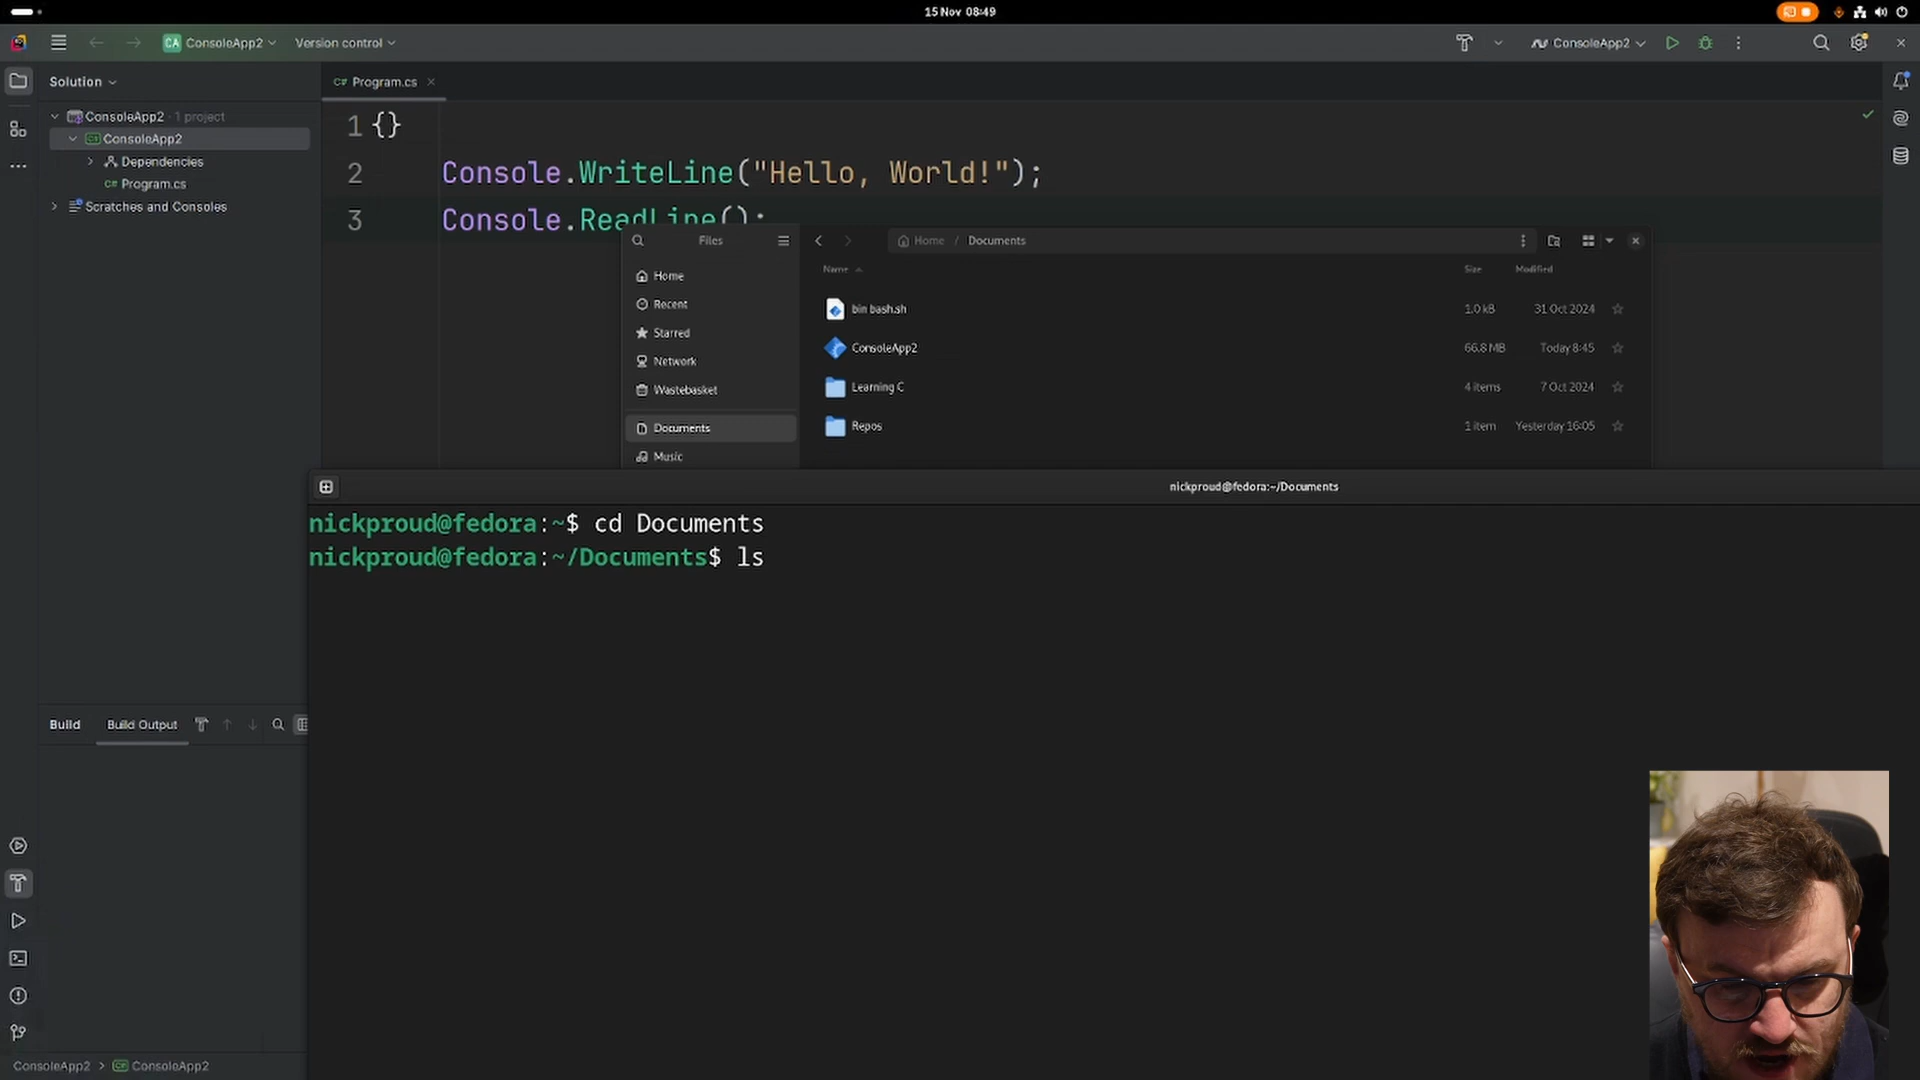 15 Nov 08:49
CA ConsoleApp2
Version control
ConsoleApp2
Solution
C# Program.cs
ConsoleApp2 · 1 project
ConsoleApp2
Dependencies
C# Program.cs
Scratches and Consoles
1 {}
2 Console.WriteLine("Hello, World!");
3 Console.ReadLine();
Files
Home / Documents
Name
Size
Modified
Home
Recent
Starred
Network
Wastebasket
Documents
Music
bin bash.sh 1.0 kB 31 Oct 2024
ConsoleApp2 66.8 MB Today 8:45
Learning C 4 items 7 Oct 2024
Repos 1 item Yesterday 16:05
nickproud@fedora:~/Documents
nickproud@fedora:~$ cd Documents
nickproud@fedora:~/Documents$ ls
Build
Build Output
ConsoleApp2 > C# ConsoleApp2